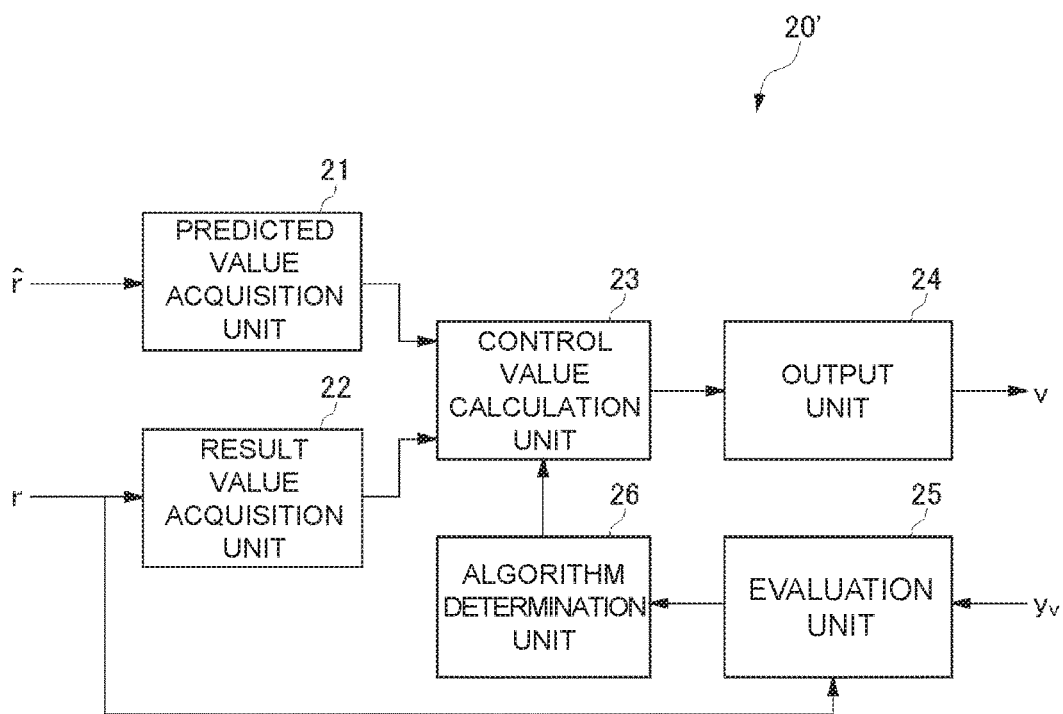 20'
21
PREDICTED
VALUE
ACQUISITION
UNIT
r̂
23
CONTROL
VALUE
CALCULATION
UNIT
24
OUTPUT
UNIT
v
22
RESULT
VALUE
ACQUISITION
UNIT
r
26
ALGORITHM
DETERMINATION
UNIT
25
EVALUATION
UNIT
yᵥ